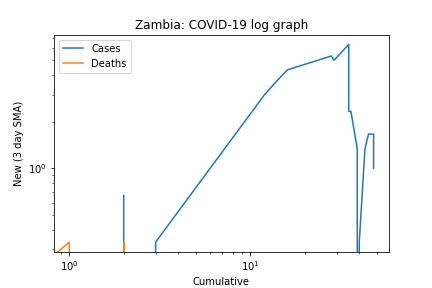 Zambia: COVID-19 log graph
Cases
Deaths
New (3 day SMA)
10⁰
10⁰
10¹
Cumulative